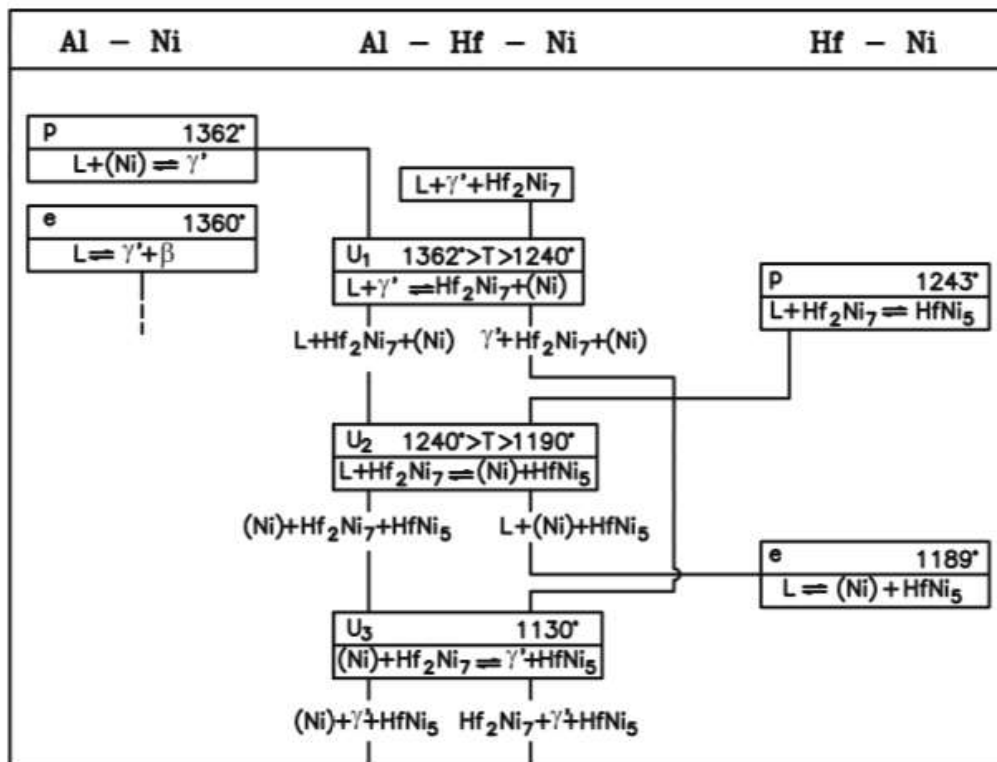 Al – Ni
Al – Hf – Ni
Hf – Ni
p 1362°
L+(Ni) ⇌ γ'
L+γ'+Hf₂Ni₇
e 1360°
L⇌ γ'+β
U₁ 1362°>T>1240°
L+γ' ⇌Hf₂Ni₇+(Ni)
p 1243°
L+Hf₂Ni₇⇌ HfNi₅
L+Hf₂Ni₇+(Ni)
γ'+Hf₂Ni₇+(Ni)
U₂ 1240°>T>1190°
L+Hf₂Ni₇⇌(Ni)+HfNi₅
(Ni)+Hf₂Ni₇+HfNi₅
L+(Ni)+HfNi₅
e 1189°
L⇌ (Ni)+HfNi₅
U₃ 1130°
(Ni)+Hf₂Ni₇⇌ γ'+HfNi₅
(Ni)+γ'+HfNi₅
Hf₂Ni₇+γ'+HfNi₅